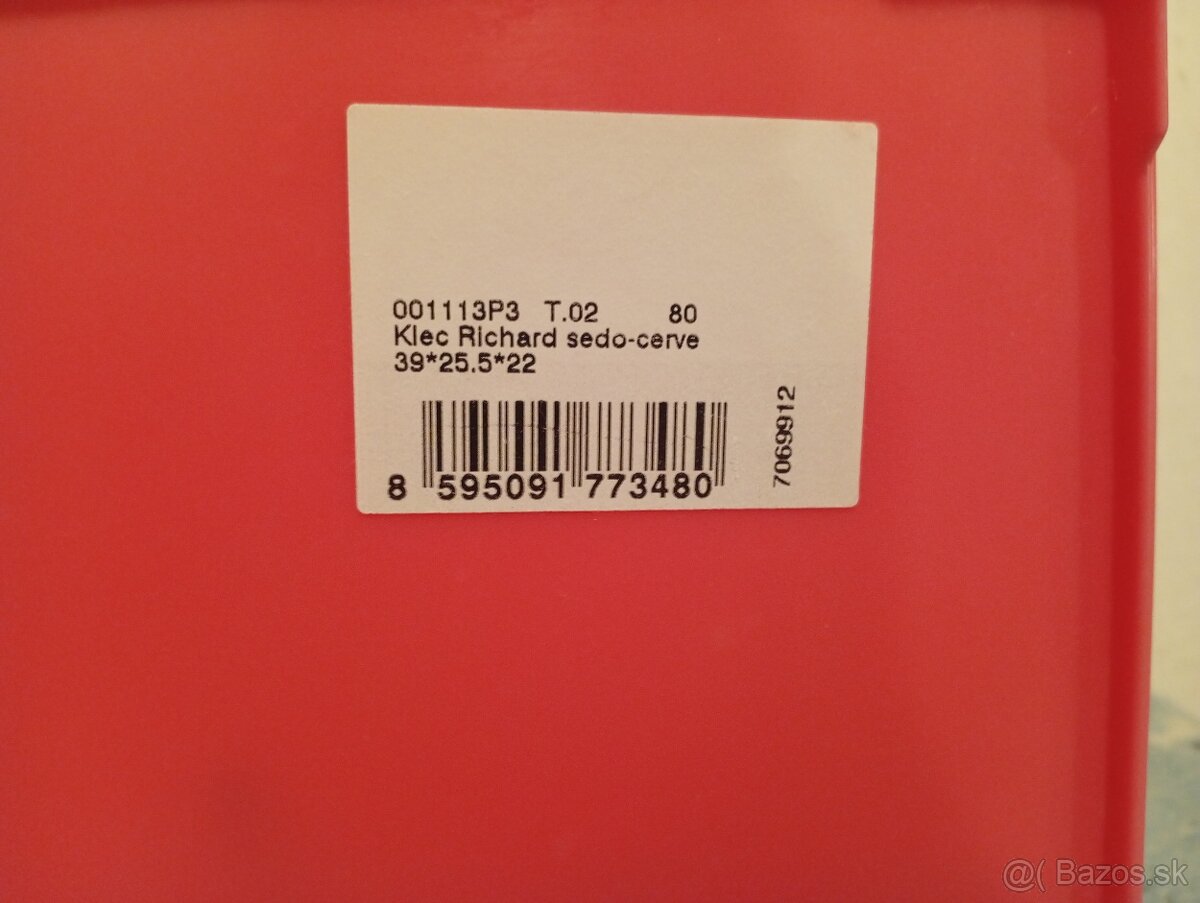 001113P3 T.02 80
Klec Richard sedo-cerve
39*25.5*22
8 595091 773480
7069912
@( Bazos.sk